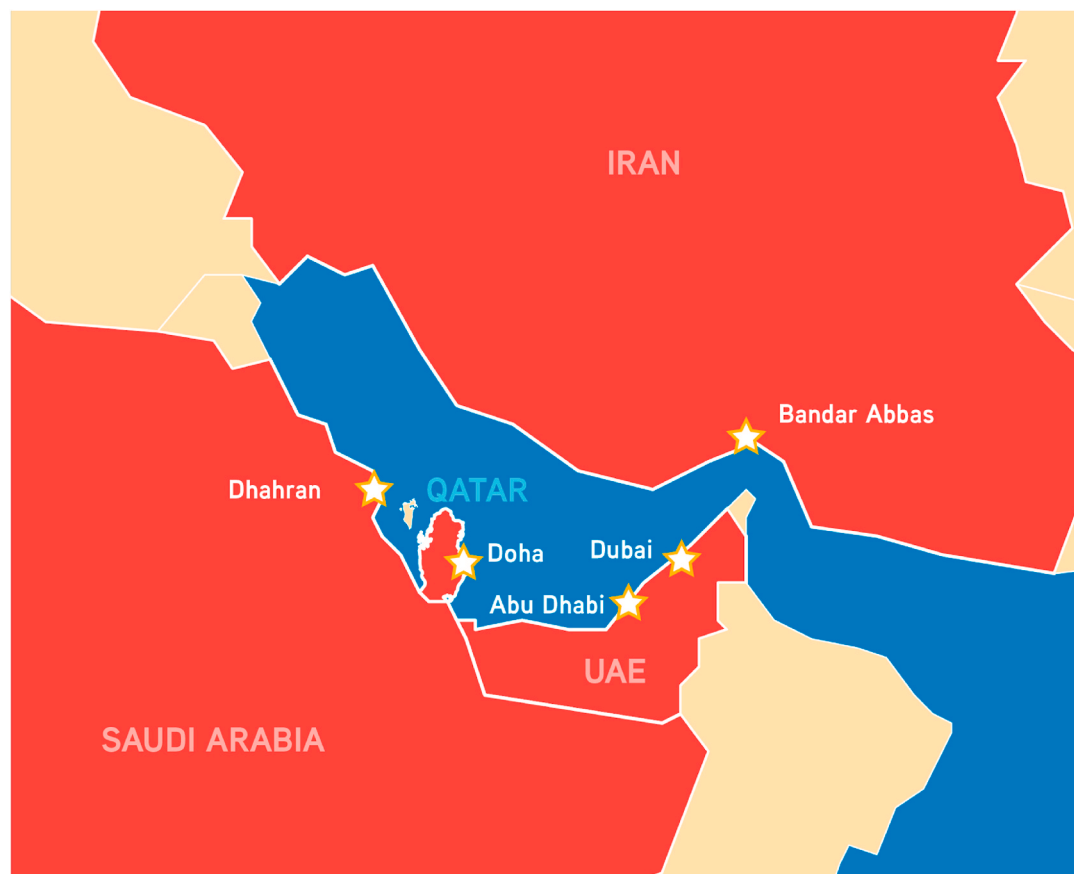 IRAN
Bandar Abbas
Dhahran
QATAR
Doha
Dubai
Abu Dhabi
UAE
SAUDI ARABIA